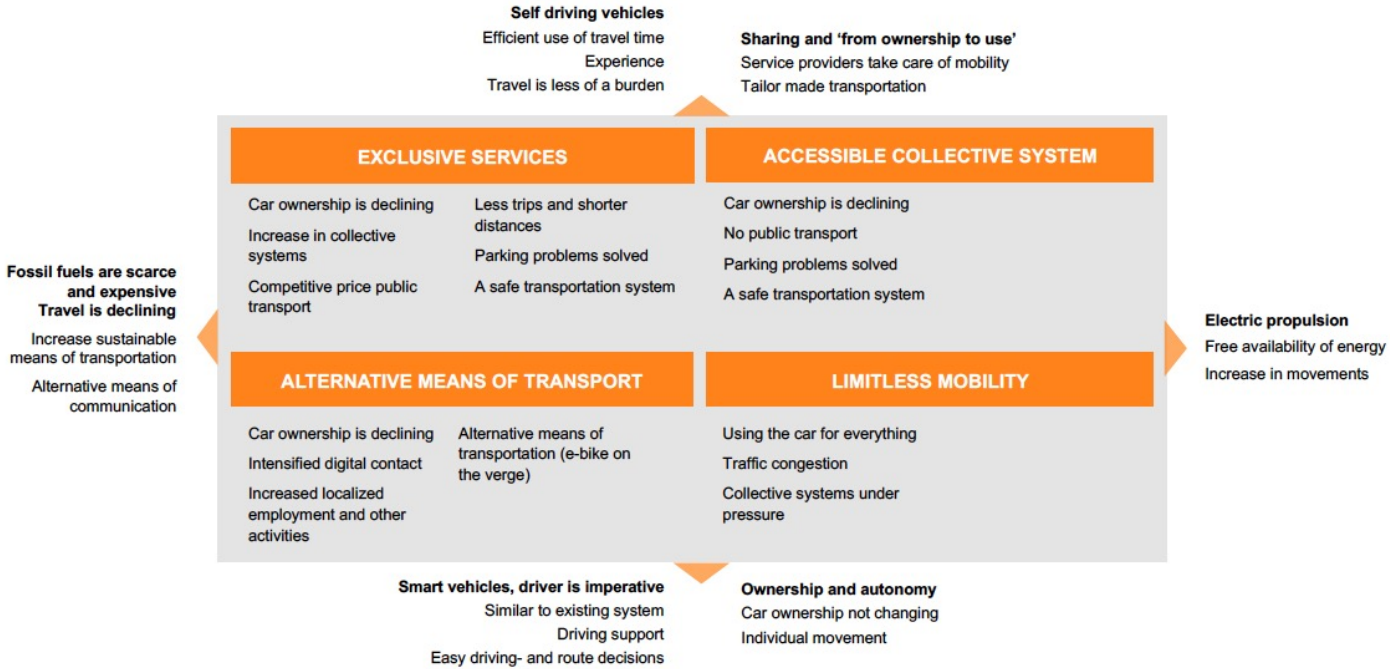 Self driving vehicles
Efficient use of travel time
Experience
Travel is less of a burden
Sharing and ‘from ownership to use’
Service providers take care of mobility
Tailor made transportation
EXCLUSIVE SERVICES
Car ownership is declining
Increase in collective
systems
Competitive price public
transport
Less trips and shorter
distances
Parking problems solved
A safe transportation system
ACCESSIBLE COLLECTIVE SYSTEM
Car ownership is declining
No public transport
Parking problems solved
A safe transportation system
Fossil fuels are scarce
and expensive
Travel is declining
Increase sustainable
means of transportation
Alternative means of
communication
Electric propulsion
Free availability of energy
Increase in movements
ALTERNATIVE MEANS OF TRANSPORT
Car ownership is declining
Intensified digital contact
Increased localized
employment and other
activities
Alternative means of
transportation (e-bike on
the verge)
LIMITLESS MOBILITY
Using the car for everything
Traffic congestion
Collective systems under
pressure
Smart vehicles, driver is imperative
Similar to existing system
Driving support
Easy driving- and route decisions
Ownership and autonomy
Car ownership not changing
Individual movement